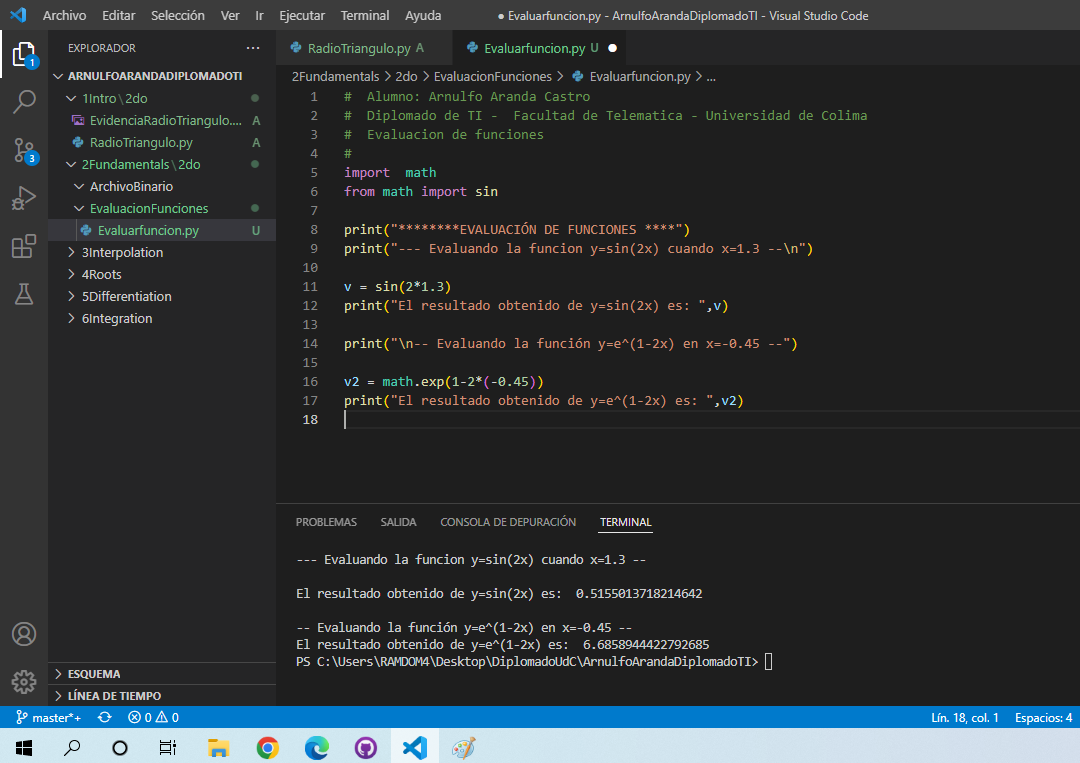 Archivo Editar Selección Ver Ir Ejecutar Terminal Ayuda ● Evaluarfuncion.py - ArnulfoArandaDiplomadoTI - Visual Studio Code
EXPLORADOR ···
ARNULFOARANDADIPLOMADOTI
1Intro\2do
EvidenciaRadioTriangulo.... A
RadioTriangulo.py A
2Fundamentals\2do
ArchivoBinario
EvaluacionFunciones
Evaluarfuncion.py U
3Interpolation
4Roots
5Differentiation
6Integration
ESQUEMA
LÍNEA DE TIEMPO
1
3
RadioTriangulo.py A Evaluarfuncion.py U ●
2Fundamentals > 2do > EvaluacionFunciones > Evaluarfuncion.py > ...
1 #  Alumno: Arnulfo Aranda Castro
2 #  Diplomado de TI -  Facultad de Telematica - Universidad de Colima
3 #  Evaluacion de funciones
4 #
5 import  math
6 from math import sin
7
8 print("********EVALUACIÓN DE FUNCIONES ****")
9 print("--- Evaluando la funcion y=sin(2x) cuando x=1.3 --\n")
10
11 v = sin(2*1.3)
12 print("El resultado obtenido de y=sin(2x) es: ",v)
13
14 print("\n-- Evaluando la función y=e^(1-2x) en x=-0.45 --")
15
16 v2 = math.exp(1-2*(-0.45))
17 print("El resultado obtenido de y=e^(1-2x) es: ",v2)
18
PROBLEMAS SALIDA CONSOLA DE DEPURACIÓN TERMINAL
--- Evaluando la funcion y=sin(2x) cuando x=1.3 --
El resultado obtenido de y=sin(2x) es:  0.5155013718214642
-- Evaluando la función y=e^(1-2x) en x=-0.45 --
El resultado obtenido de y=e^(1-2x) es:  6.6858944422792685
PS C:\Users\RAMDOM4\Desktop\DiplomadoUdC\ArnulfoArandaDiplomadoTI>
master*+ 0 0 Lín. 18, col. 1 Espacios: 4